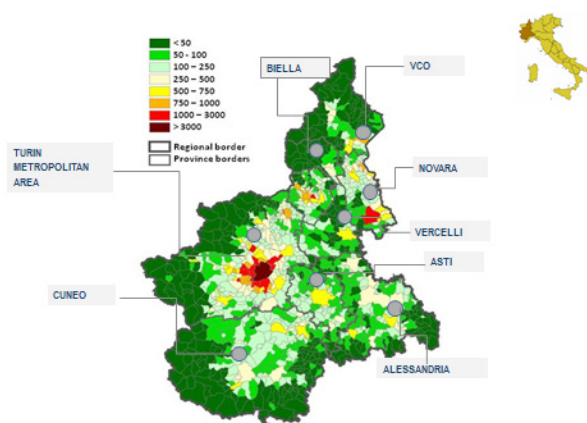 < 50
50 - 100
100 – 250
250 – 500
500 – 750
750 – 1000
1000 – 3000
> 3000
Regional border
Province borders
BIELLA
VCO
TURIN
METROPOLITAN
AREA
NOVARA
VERCELLI
ASTI
CUNEO
ALESSANDRIA